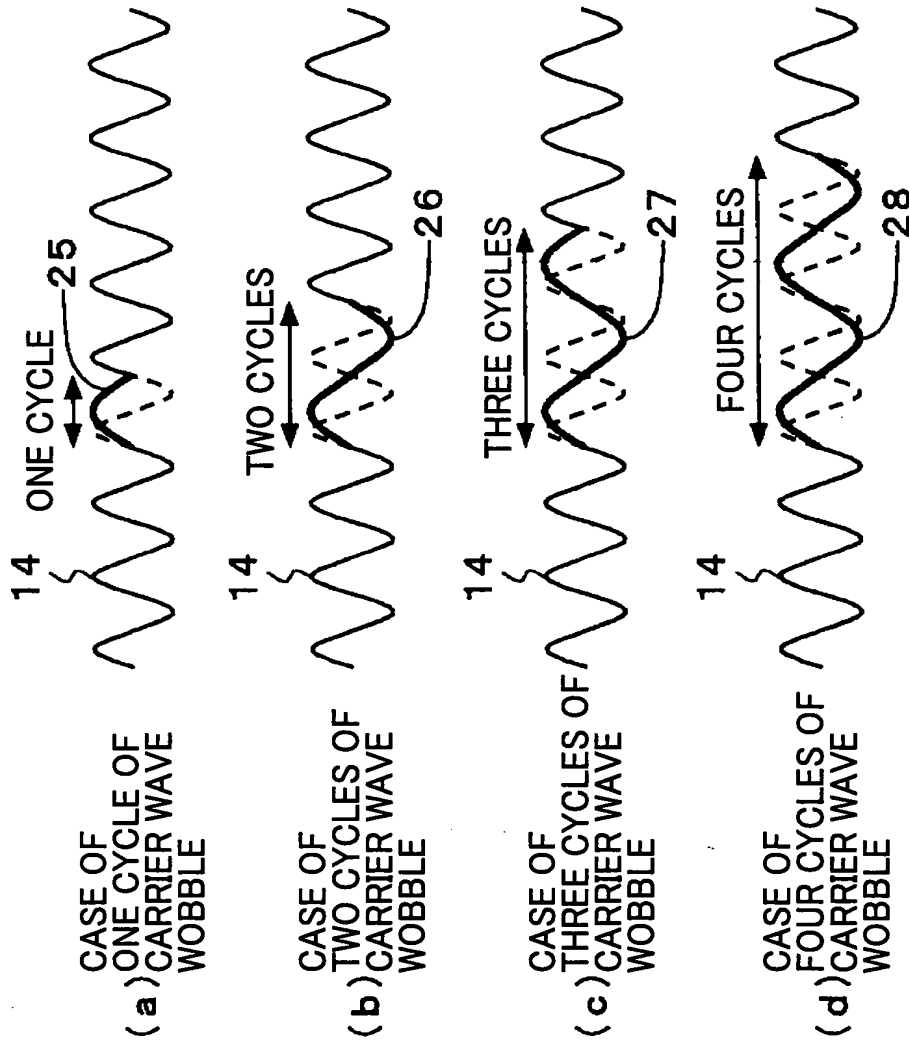 (a) CASE OF
ONE CYCLE OF
CARRIER WAVE
WOBBLE
14
ONE CYCLE
25
(b) CASE OF
TWO CYCLES OF
CARRIER WAVE
WOBBLE
14
TWO CYCLES
26
(c) CASE OF
THREE CYCLES OF
CARRIER WAVE
WOBBLE
14
THREE CYCLES
27
(d) CASE OF
FOUR CYCLES OF
CARRIER WAVE
WOBBLE
14
FOUR CYCLES
28